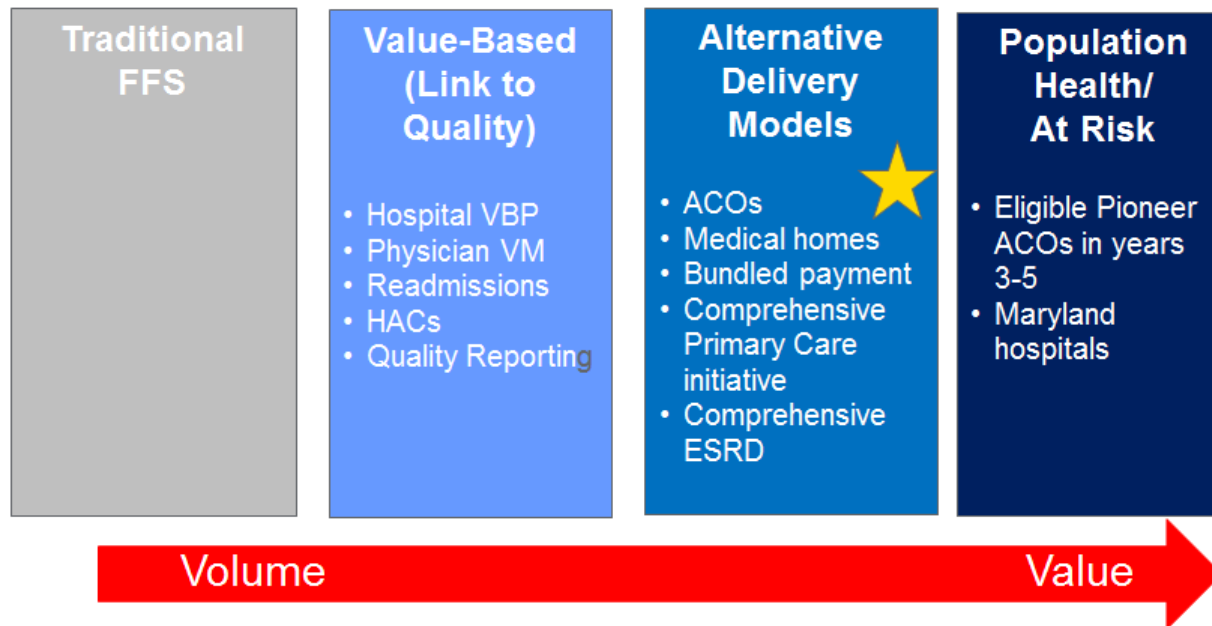 Traditional
FFS
Value-Based
(Link to
Quality)
• Hospital VBP
• Physician VM
• Readmissions
• HACs
• Quality Reporting
Alternative
Delivery
Models
• ACOs
• Medical homes
• Bundled payment
• Comprehensive
Primary Care
initiative
• Comprehensive
ESRD
Population
Health/
At Risk
• Eligible Pioneer
ACOs in years
3-5
• Maryland
hospitals
Volume
Value